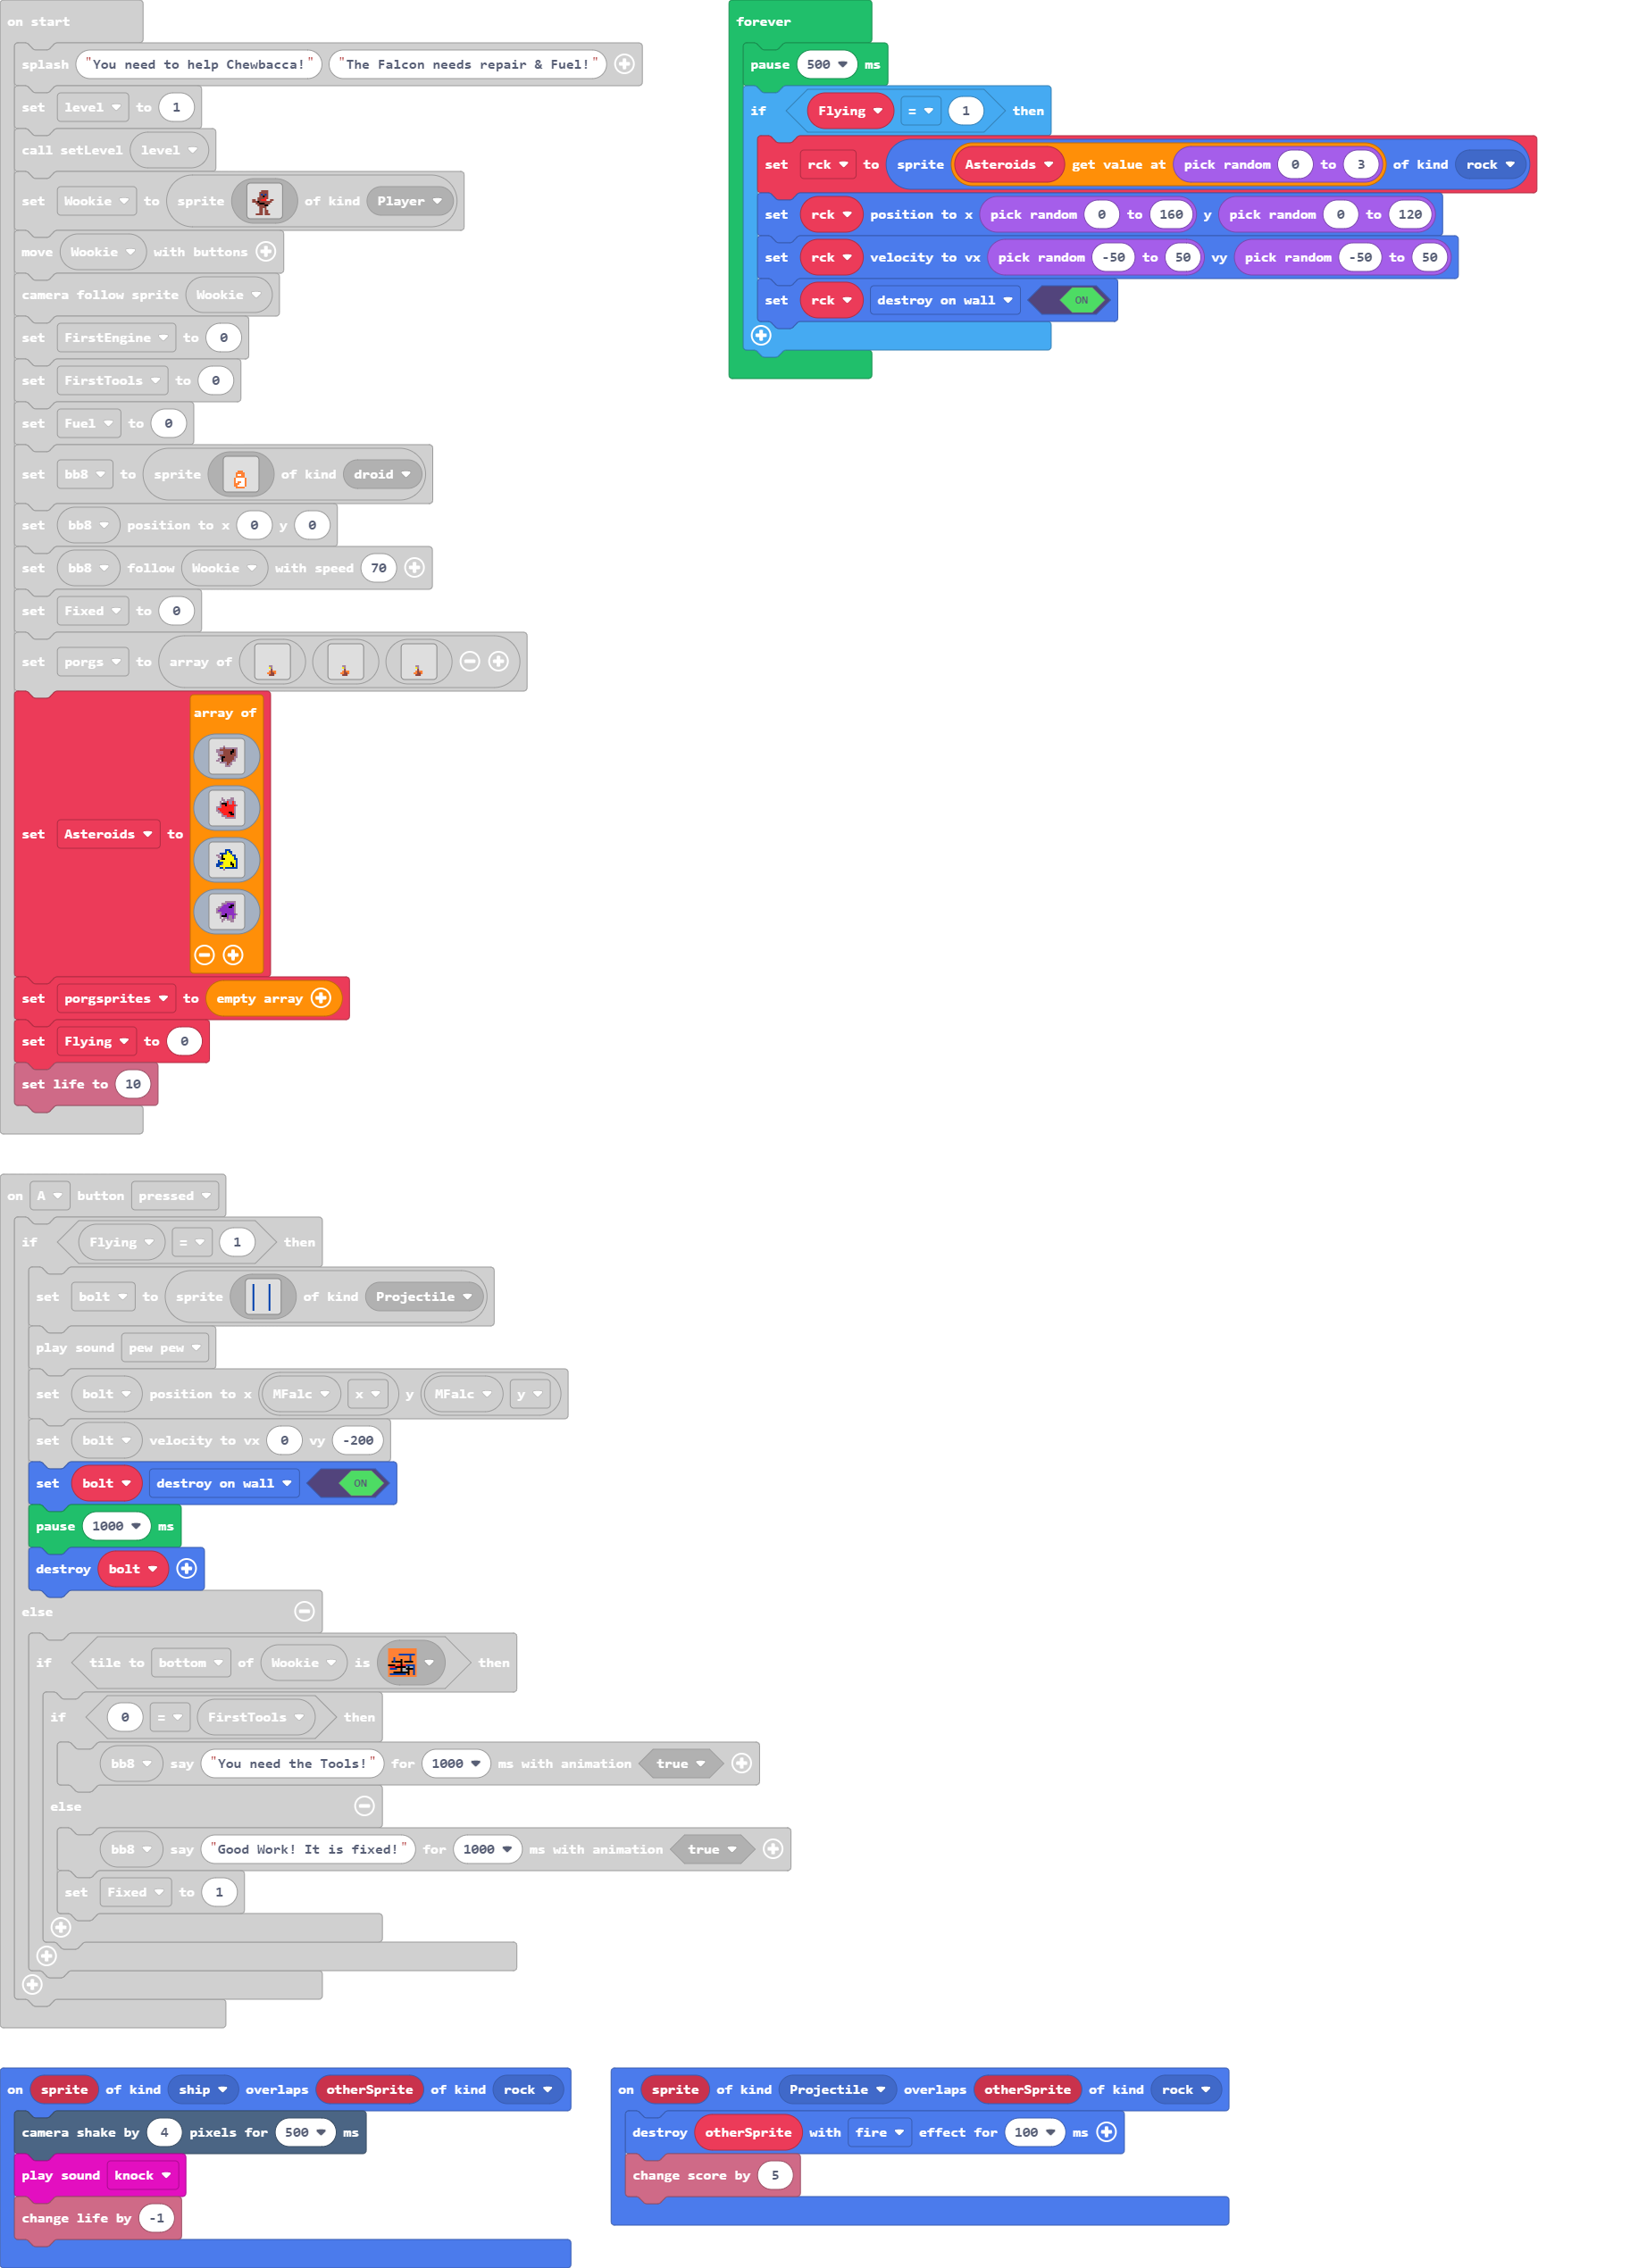 on start
splash "You need to help Chewbacca!" "The Falcon needs repair & Fuel!"
set level to 1
call setLevel level
set Wookie to sprite of kind Player
move Wookie with buttons
camera follow sprite Wookie
set FirstEngine to 0
set FirstTools to 0
set Fuel to 0
set bb8 to sprite of kind droid
set bb8 position to x 0 y 0
set bb8 follow Wookie with speed 70
set Fixed to 0
set porgs to array of
set Asteroids to array of
set porgsprites to empty array
set Flying to 0
set life to 10
forever
pause 500 ms
if Flying = 1 then
set rck to sprite Asteroids get value at pick random 0 to 3 of kind rock
set rck position to x pick random 0 to 160 y pick random 0 to 120
set rck velocity to vx pick random -50 to 50 vy pick random -50 to 50
set rck destroy on wall ON
on A button pressed
if Flying = 1 then
set bolt to sprite of kind Projectile
play sound pew pew
set bolt position to x MFalc x y MFalc y
set bolt velocity to vx 0 vy -200
set bolt destroy on wall ON
pause 1000 ms
destroy bolt
else
if tile to bottom of Wookie is then
if 0 = FirstTools then
bb8 say "You need the Tools!" for 1000 ms with animation true
else
bb8 say "Good Work! It is fixed!" for 1000 ms with animation true
set Fixed to 1
on sprite of kind ship overlaps otherSprite of kind rock
camera shake by 4 pixels for 500 ms
play sound knock
change life by -1
on sprite of kind Projectile overlaps otherSprite of kind rock
destroy otherSprite with fire effect for 100 ms
change score by 5